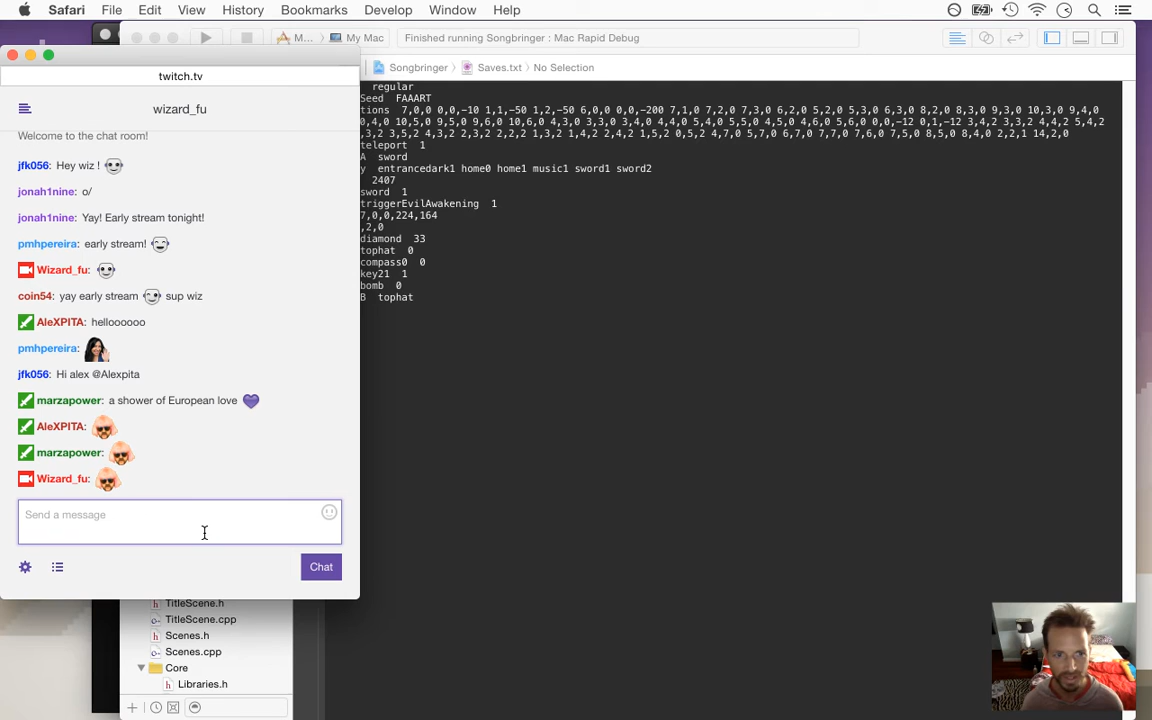 Safari File Edit View History Bookmarks Develop Window Help
M... My Mac Finished running Songbringer : Mac Rapid Debug
twitch.tv
Songbringer Saves.txt No Selection
wizard_fu
Welcome to the chat room!
jfk056: Hey wiz !
jonah1nine: o/
jonah1nine: Yay! Early stream tonight!
pmhpereira: early stream!
Wizard_fu:
coin54: yay early stream sup wiz
AleXPITA: helloooooo
pmhpereira:
jfk056: Hi alex @Alexpita
marzapower: a shower of European love
AleXPITA:
marzapower:
Wizard_fu:
Send a message
Chat
regular
Seed FAAART
tions 7,0,0 0,0,-10 1,1,-50 1,2,-50 6,0,0 0,0,-200 7,1,0 7,2,0 7,3,0 6,2,0 5,2,0 5,3,0 6,3,0 8,2,0 8,3,0 9,3,0 10,3,0 9,4,0
0,4,0 10,5,0 9,5,0 9,6,0 10,6,0 4,3,0 3,3,0 3,4,0 4,4,0 5,4,0 5,5,0 4,5,0 4,6,0 5,6,0 0,0,-12 0,1,-12 3,4,2 3,3,2 4,4,2 5,4,2
,3,2 3,5,2 4,3,2 2,3,2 2,2,2 1,3,2 1,4,2 2,4,2 1,5,2 0,5,2 4,7,0 5,7,0 6,7,0 7,7,0 7,6,0 7,5,0 8,5,0 8,4,0 2,2,1 14,2,0
teleport 1
A sword
y entrancedark1 home0 home1 music1 sword1 sword2
2407
sword 1
triggerEvilAwakening 1
7,0,0,224,164
,2,0
diamond 33
tophat 0
compass0 0
key21 1
bomb 0
B tophat
TitleScene.h
TitleScene.cpp
Scenes.h
Scenes.cpp
Core
Libraries.h